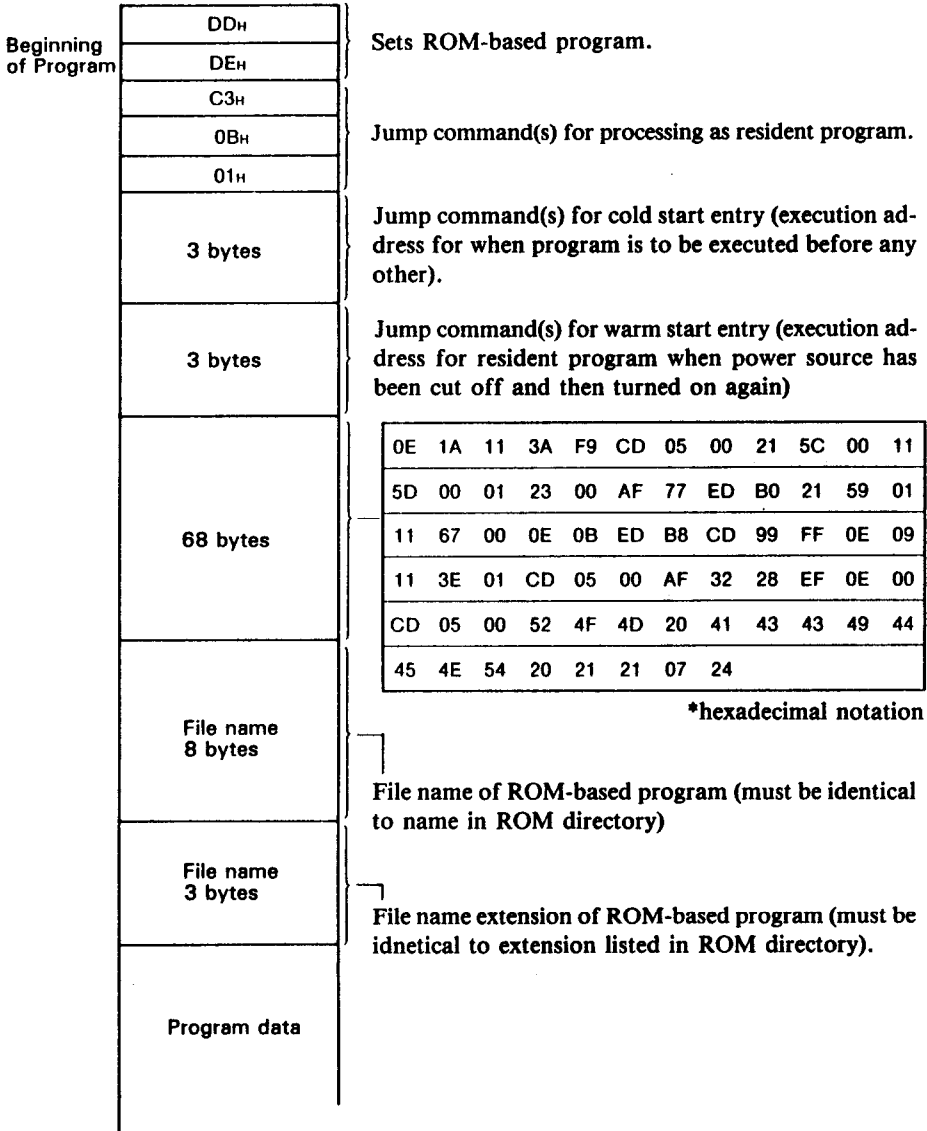 DDH
Beginning
of Program
DEH
Sets ROM-based program.
C3H
0BH
01H
Jump command(s) for processing as resident program.
3 bytes
Jump command(s) for cold start entry (execution ad-
dress for when program is to be executed before any
other).
3 bytes
Jump command(s) for warm start entry (execution ad-
dress for resident program when power source has
been cut off and then turned on again)
68 bytes
0E 1A 11 3A F9 CD 05 00 21 5C 00 11
5D 00 01 23 00 AF 77 ED B0 21 59 01
11 67 00 0E 0B ED B8 CD 99 FF 0E 09
11 3E 01 CD 05 00 AF 32 28 EF 0E 00
CD 05 00 52 4F 4D 20 41 43 43 49 44
45 4E 54 20 21 21 07 24
*hexadecimal notation
File name
8 bytes
File name of ROM-based program (must be identical
to name in ROM directory)
File name
3 bytes
File name extension of ROM-based program (must be
idnetical to extension listed in ROM directory).
Program data